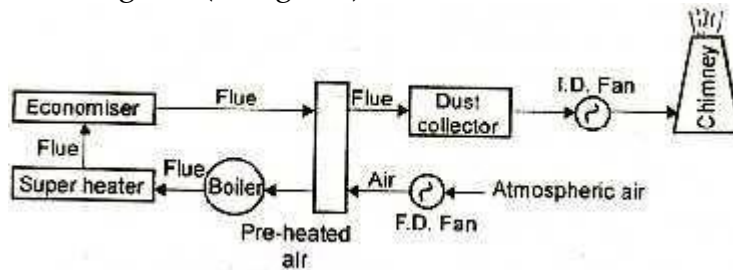 I.D. Fan
Chimney
Economiser
Flue
Flue
Dust
collector
Flue
Super heater
Flue
Boiler
Air
Atmospheric air
F.D. Fan
Pre-heated
air